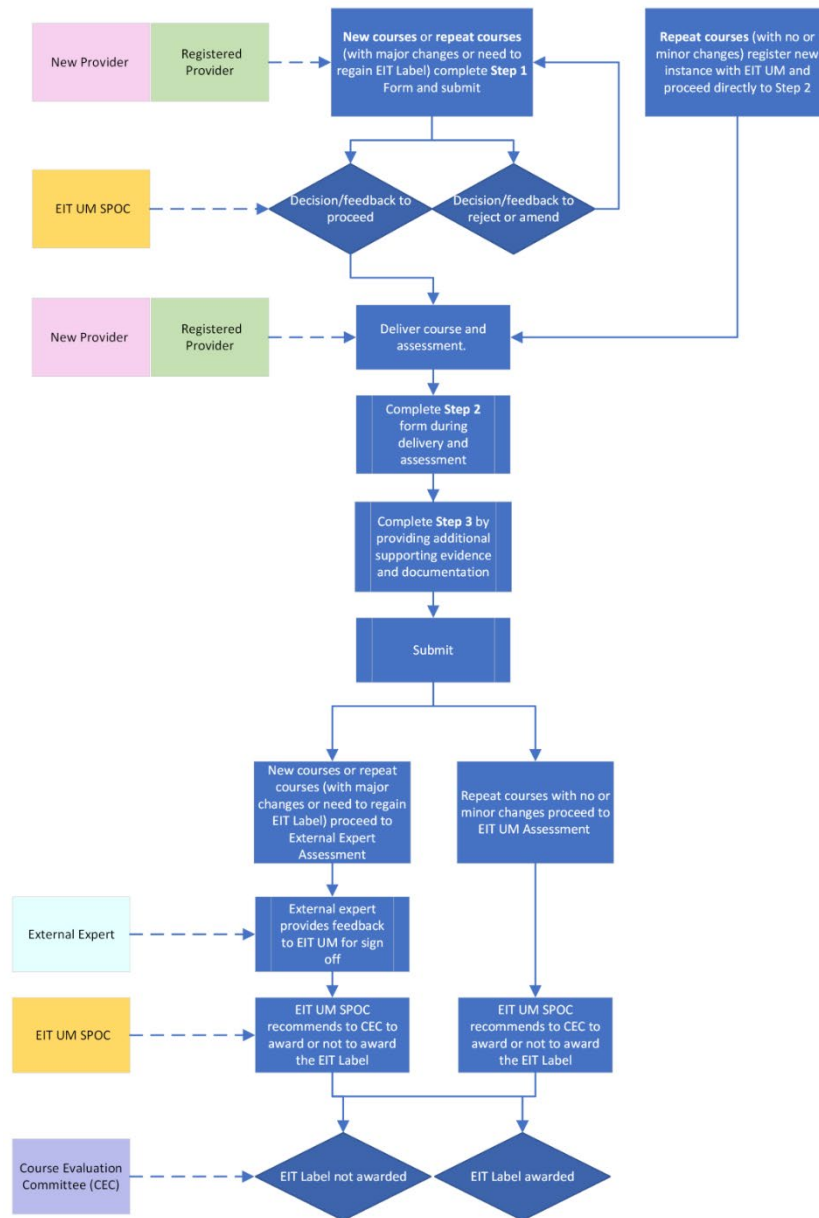 New Provider
Registered
Provider
New courses or repeat courses
(with major changes or need to
regain EIT Label) complete Step 1
Form and submit
Repeat courses (with no or
minor changes) register new
instance with EIT UM and
proceed directly to Step 2
EIT UM SPOC
Decision/feedback to
proceed
Decision/feedback to
reject or amend
New Provider
Registered
Provider
Deliver course and
assessment.
Complete Step 2
form during
delivery and
assessment
Complete Step 3 by
providing additional
supporting evidence
and documentation
Submit
New courses or repeat
courses (with major
changes or need to regain
EIT Label) proceed to
External Expert
Assessment
Repeat courses with no or
minor changes proceed to
EIT UM Assessment
External Expert
External expert
provides feedback
to EIT UM for sign
off
EIT UM SPOC
EIT UM SPOC
recommends to CEC to
award or not to award
the EIT Label
EIT UM SPOC
recommends to CEC to
award or not to award
the EIT Label
Course Evaluation
Committee (CEC)
EIT Label not awarded
EIT Label awarded